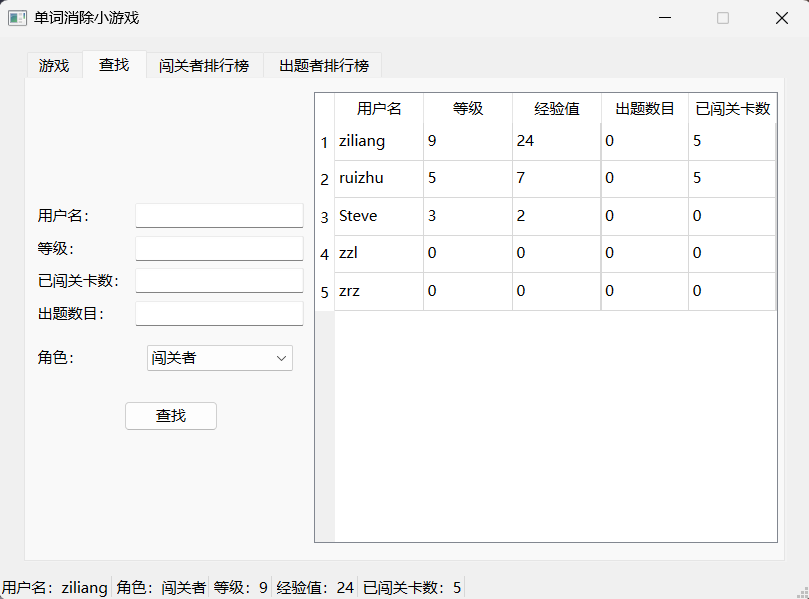 单词消除小游戏
游戏 查找 闯关者排行榜 出题者排行榜
用户名：
等级：
已闯关卡数：
出题数目：
角色： 闯关者
查找
用户名 等级 经验值 出题数目 已闯关卡数
1 ziliang 9 24 0 5
2 ruizhu 5 7 0 5
3 Steve 3 2 0 0
4 zzl 0 0 0 0
5 zrz 0 0 0 0
用户名：ziliang 角色：闯关者 等级：9 经验值：24 已闯关卡数：5